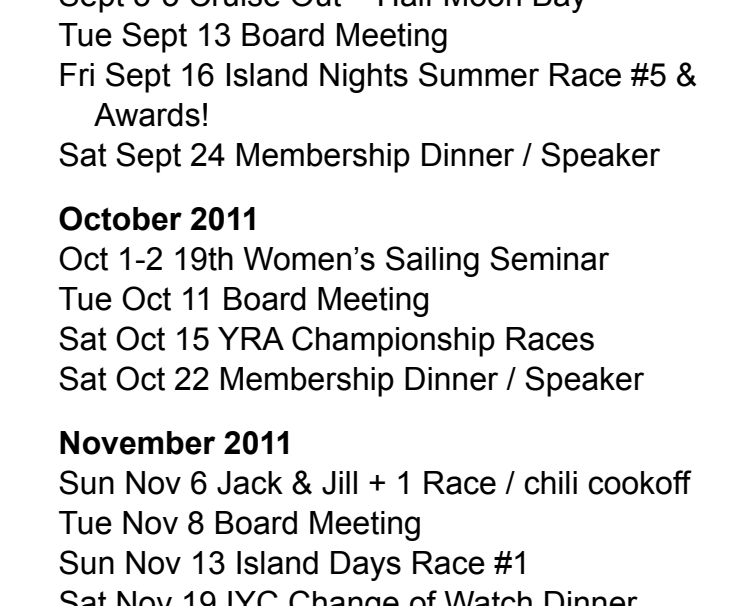 Sept 3-5 Cruise Out – Half Moon Bay
Tue Sept 13 Board Meeting
Fri Sept 16 Island Nights Summer Race #5 &
Awards!
Sat Sept 24 Membership Dinner / Speaker
October 2011
Oct 1-2 19th Women’s Sailing Seminar
Tue Oct 11 Board Meeting
Sat Oct 15 YRA Championship Races
Sat Oct 22 Membership Dinner / Speaker
November 2011
Sun Nov 6 Jack & Jill + 1 Race / chili cookoff
Tue Nov 8 Board Meeting
Sun Nov 13 Island Days Race #1
Sat Nov 19 IYC Change of Watch Dinner